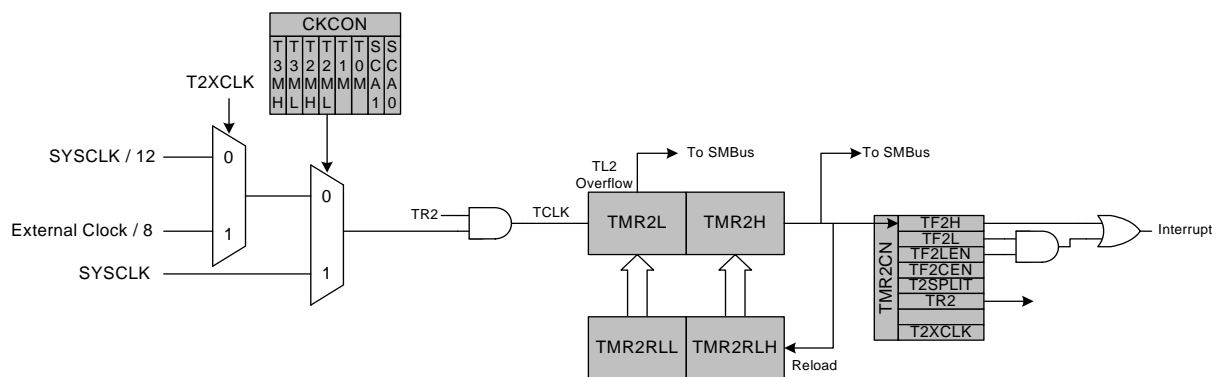 CKCON
T3MH
T3ML
T2MH
T2ML
T1M
T0M
SCA1
SCA0
T2XCLK
SYSCLK / 12
0
External Clock / 8
1
SYSCLK
0
1
TR2
TCLK
TL2
Overflow
To SMBus
To SMBus
TMR2L
TMR2H
TMR2RLL
TMR2RLH
Reload
TMR2CN
TF2H
TF2L
TF2LEN
TF2CEN
T2SPLIT
TR2
T2XCLK
Interrupt